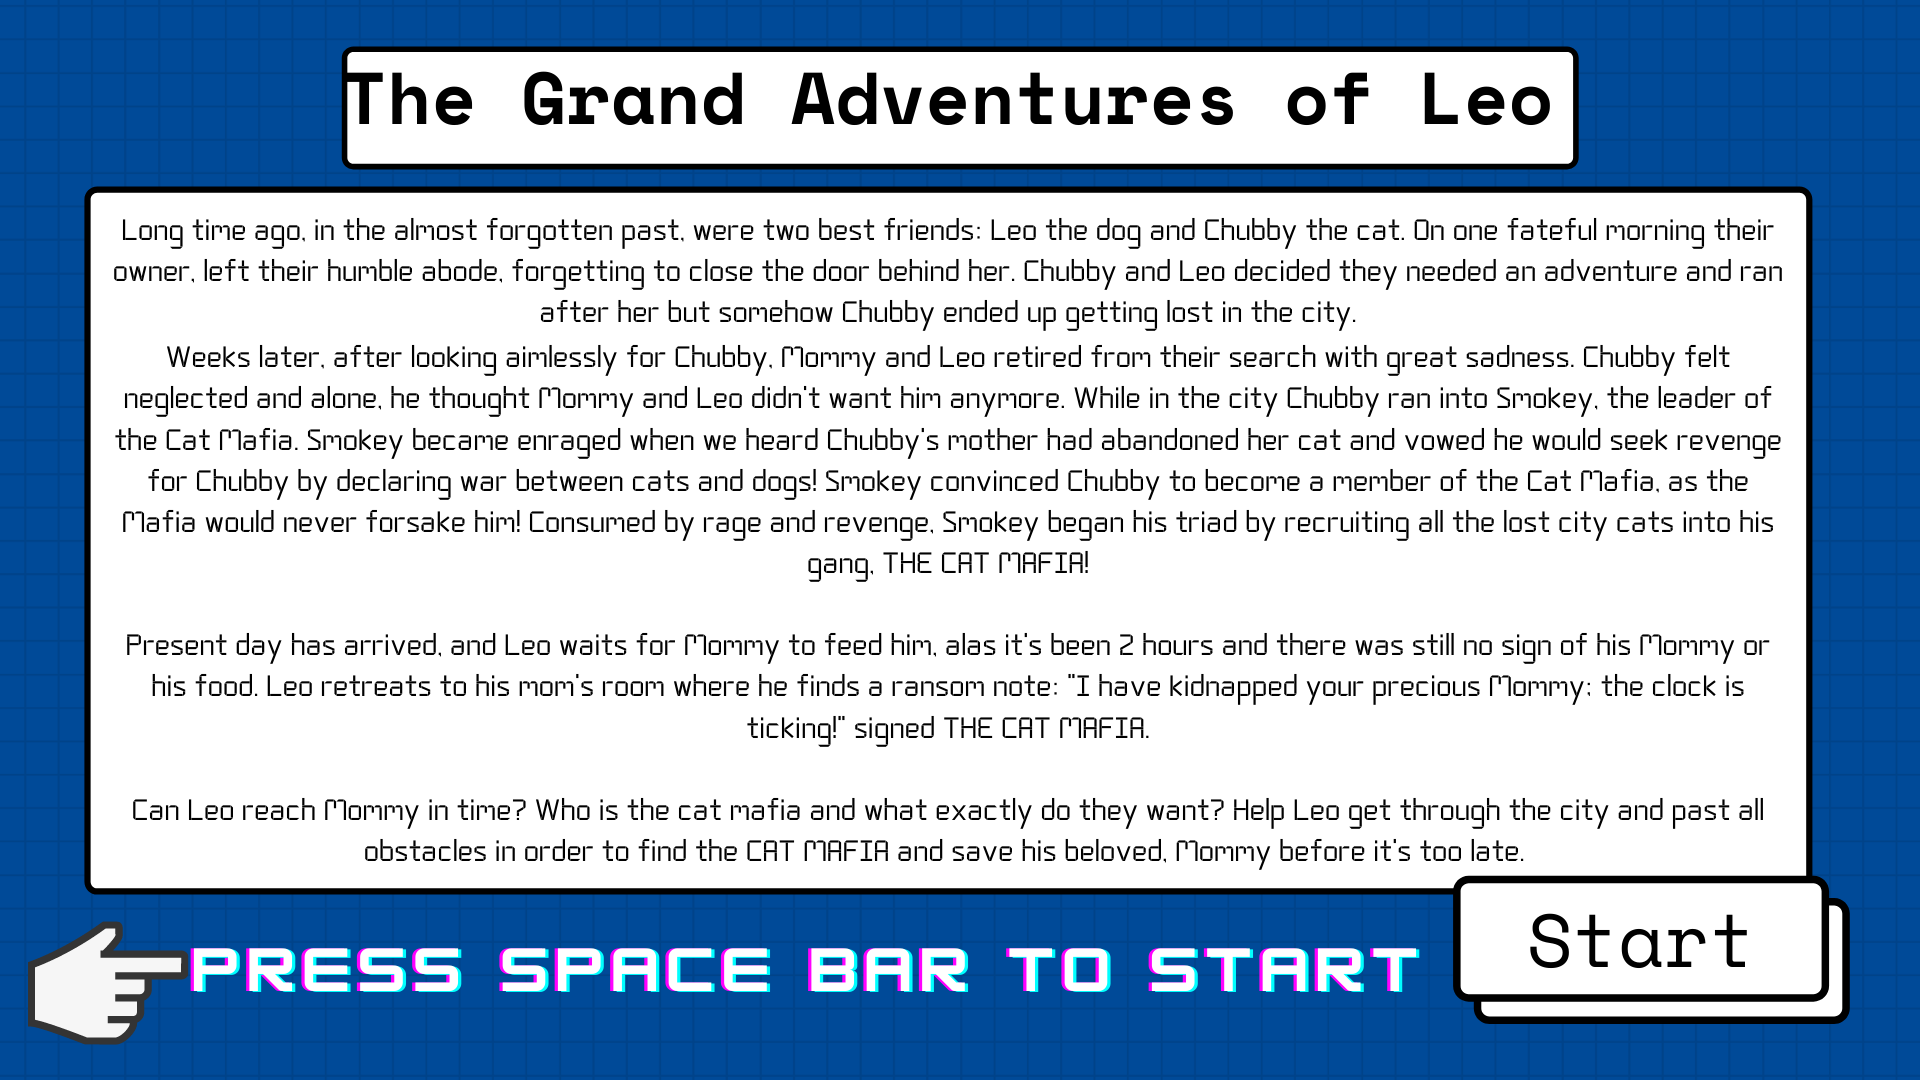 The Grand Adventures of Leo
Long time ago, in the almost forgotten past, were two best friends: Leo the dog and Chubby the cat. On one fateful morning their
owner, left their humble abode, forgetting to close the door behind her. Chubby and Leo decided they needed an adventure and ran
after her but somehow Chubby ended up getting lost in the city.
Weeks later, after looking aimlessly for Chubby, Mommy and Leo retired from their search with great sadness. Chubby felt
neglected and alone, he thought Mommy and Leo didn't want him anymore. While in the city Chubby ran into Smokey, the leader of
the Cat Mafia. Smokey became enraged when we heard Chubby's mother had abandoned her cat and vowed he would seek revenge
for Chubby by declaring war between cats and dogs! Smokey convinced Chubby to become a member of the Cat Mafia, as the
Mafia would never forsake him! Consumed by rage and revenge, Smokey began his triad by recruiting all the lost city cats into his
gang, THE CAT MAFIA!
Present day has arrived, and Leo waits for Mommy to feed him, alas it's been 2 hours and there was still no sign of his Mommy or
his food. Leo retreats to his mom's room where he finds a ransom note: "I have kidnapped your precious Mommy; the clock is
ticking!" signed THE CAT MAFIA.
Can Leo reach Mommy in time? Who is the cat mafia and what exactly do they want? Help Leo get through the city and past all
obstacles in order to find the CAT MAFIA and save his beloved, Mommy before it's too late.
PRESS SPACE BAR TO START
Start